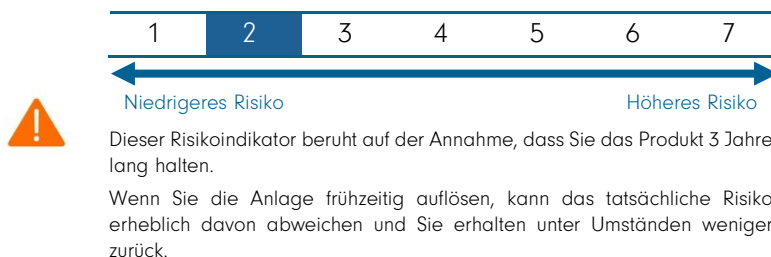 1 2 3 4 5 6 7
Niedrigeres Risiko Höheres Risiko
Dieser Risikoindikator beruht auf der Annahme, dass Sie das Produkt 3 Jahre
lang halten.
Wenn Sie die Anlage frühzeitig auflösen, kann das tatsächliche Risiko
erheblich davon abweichen und Sie erhalten unter Umständen weniger
zurück.